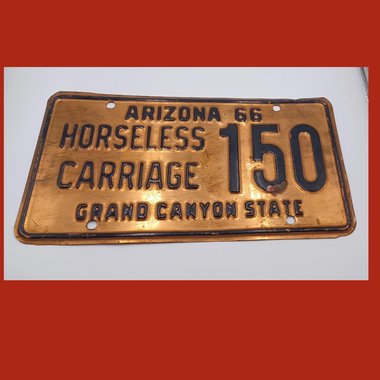 ARIZONA 66
HORSELESS
CARRIAGE 150
GRAND CANYON STATE